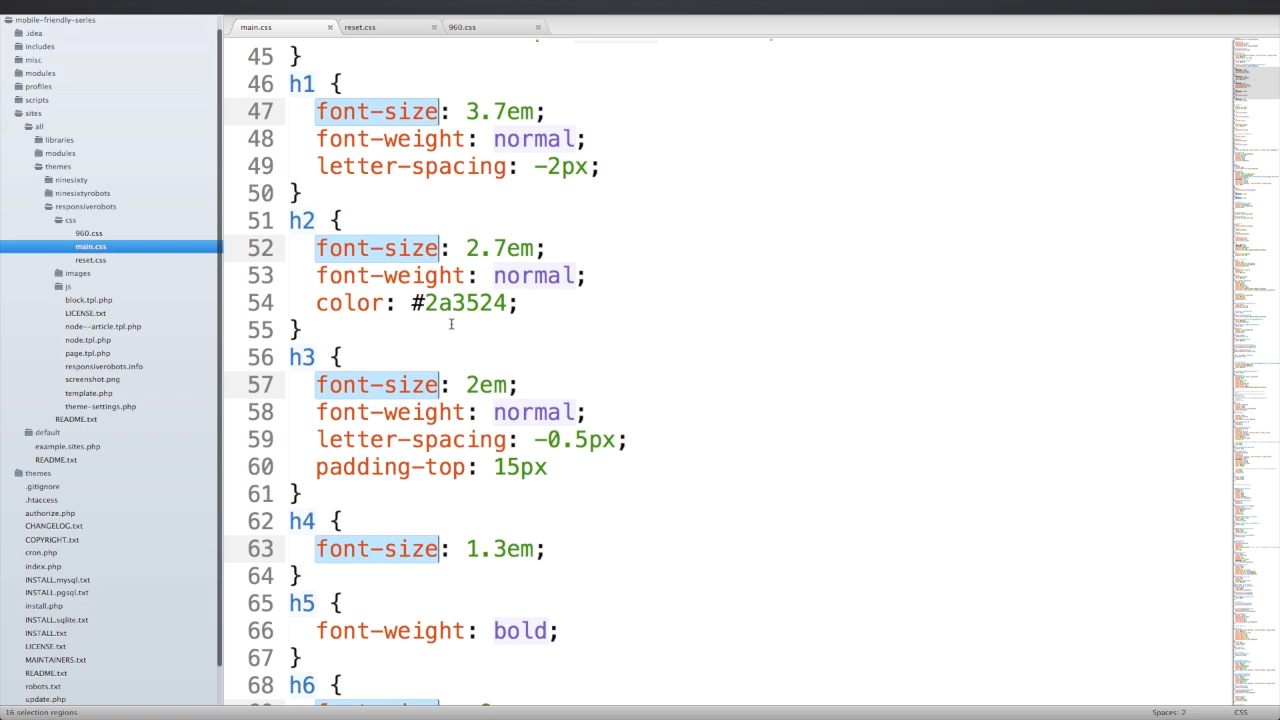 mobile-friendly-series
.idea
includes
misc
modules
profiles
scripts
sites
all
libraries
modules
themes
ninesixty
ninesixtyrobots
responsiverobots
css
960.css
main.css
reset.css
images
js
block.tpl.php
LICENSE.txt
node--article.tpl.php
node.tpl.php
page.tpl.php
responsiverobots.info
screenshot.png
template.php
theme-settings.php
README.txt
default
example.sites.php
README.txt
themes
.gitignore
.htaccess
authorize.php
CHANGELOG.txt
COPYRIGHT.txt
cron.php
index.php
INSTALL.mysql.txt
INSTALL.pgsql.txt
install.php
INSTALL.sqlite.txt
INSTALL.txt
LICENSE.txt
MAINTAINERS.txt
README.txt
robots.txt
update.php
main.css
reset.css
960.css
45 }
46 h1 {
47 font-size: 3.7em;
48 font-weight: normal;
49 letter-spacing: -2px;
50 }
51 h2 {
52 font-size: 2.7em;
53 font-weight: normal;
54 color: #2a3524;
55 }
56 h3 {
57 font-size: 2em;
58 font-weight: normal;
59 letter-spacing: -0.5px;
60 padding-top: 15px
61 }
62 h4 {
63 font-size: 1.3em;
64 }
65 h5 {
66 font-weight: bold;
67 }
68 h6 {
16 selection regions
Spaces: 2
CSS